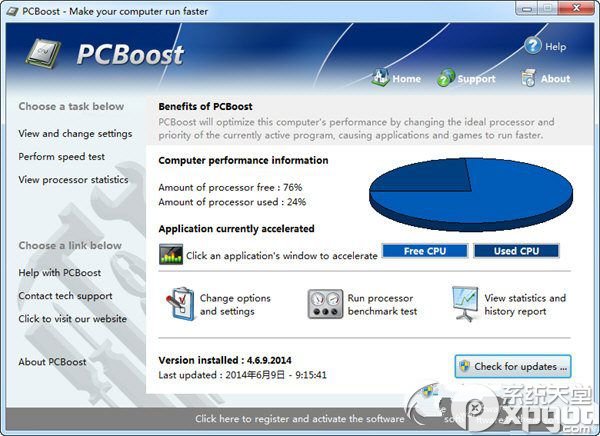 PCBoost - Make your computer run faster
PCBoost
Help
Home
Support
About
Choose a task below
View and change settings
Perform speed test
View processor statistics
Choose a link below
Help with PCBoost
Contact tech support
Click to visit our website
About PCBoost
Benefits of PCBoost
PCBoost will optimize this computer's performance by changing the ideal processor and
priority of the currently active program, causing applications and games to run faster.
Computer performance information
Amount of processor free : 76%
Amount of processor used : 24%
Application currently accelerated
Click an application's window to accelerate
Free CPU
Used CPU
Change options
and settings
Run processor
benchmark test
View statistics and
history report
Version installed : 4.6.9.2014
Last updated : 2014年6月9日 - 9:15:41
Check for updates ...
Click here to register and activate the software
系统天堂